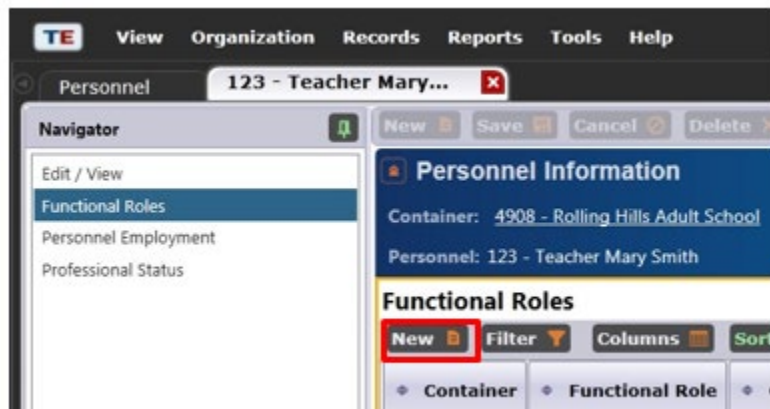 TE View Organization Records Reports Tools Help
Personnel 123 - Teacher Mary...
Navigator New Save Cancel Delete
Edit / View
Functional Roles
Personnel Employment
Professional Status
Personnel Information
Container: 4908 - Rolling Hills Adult School
Personnel: 123 - Teacher Mary Smith
Functional Roles
New Filter Columns Sort
Container Functional Role